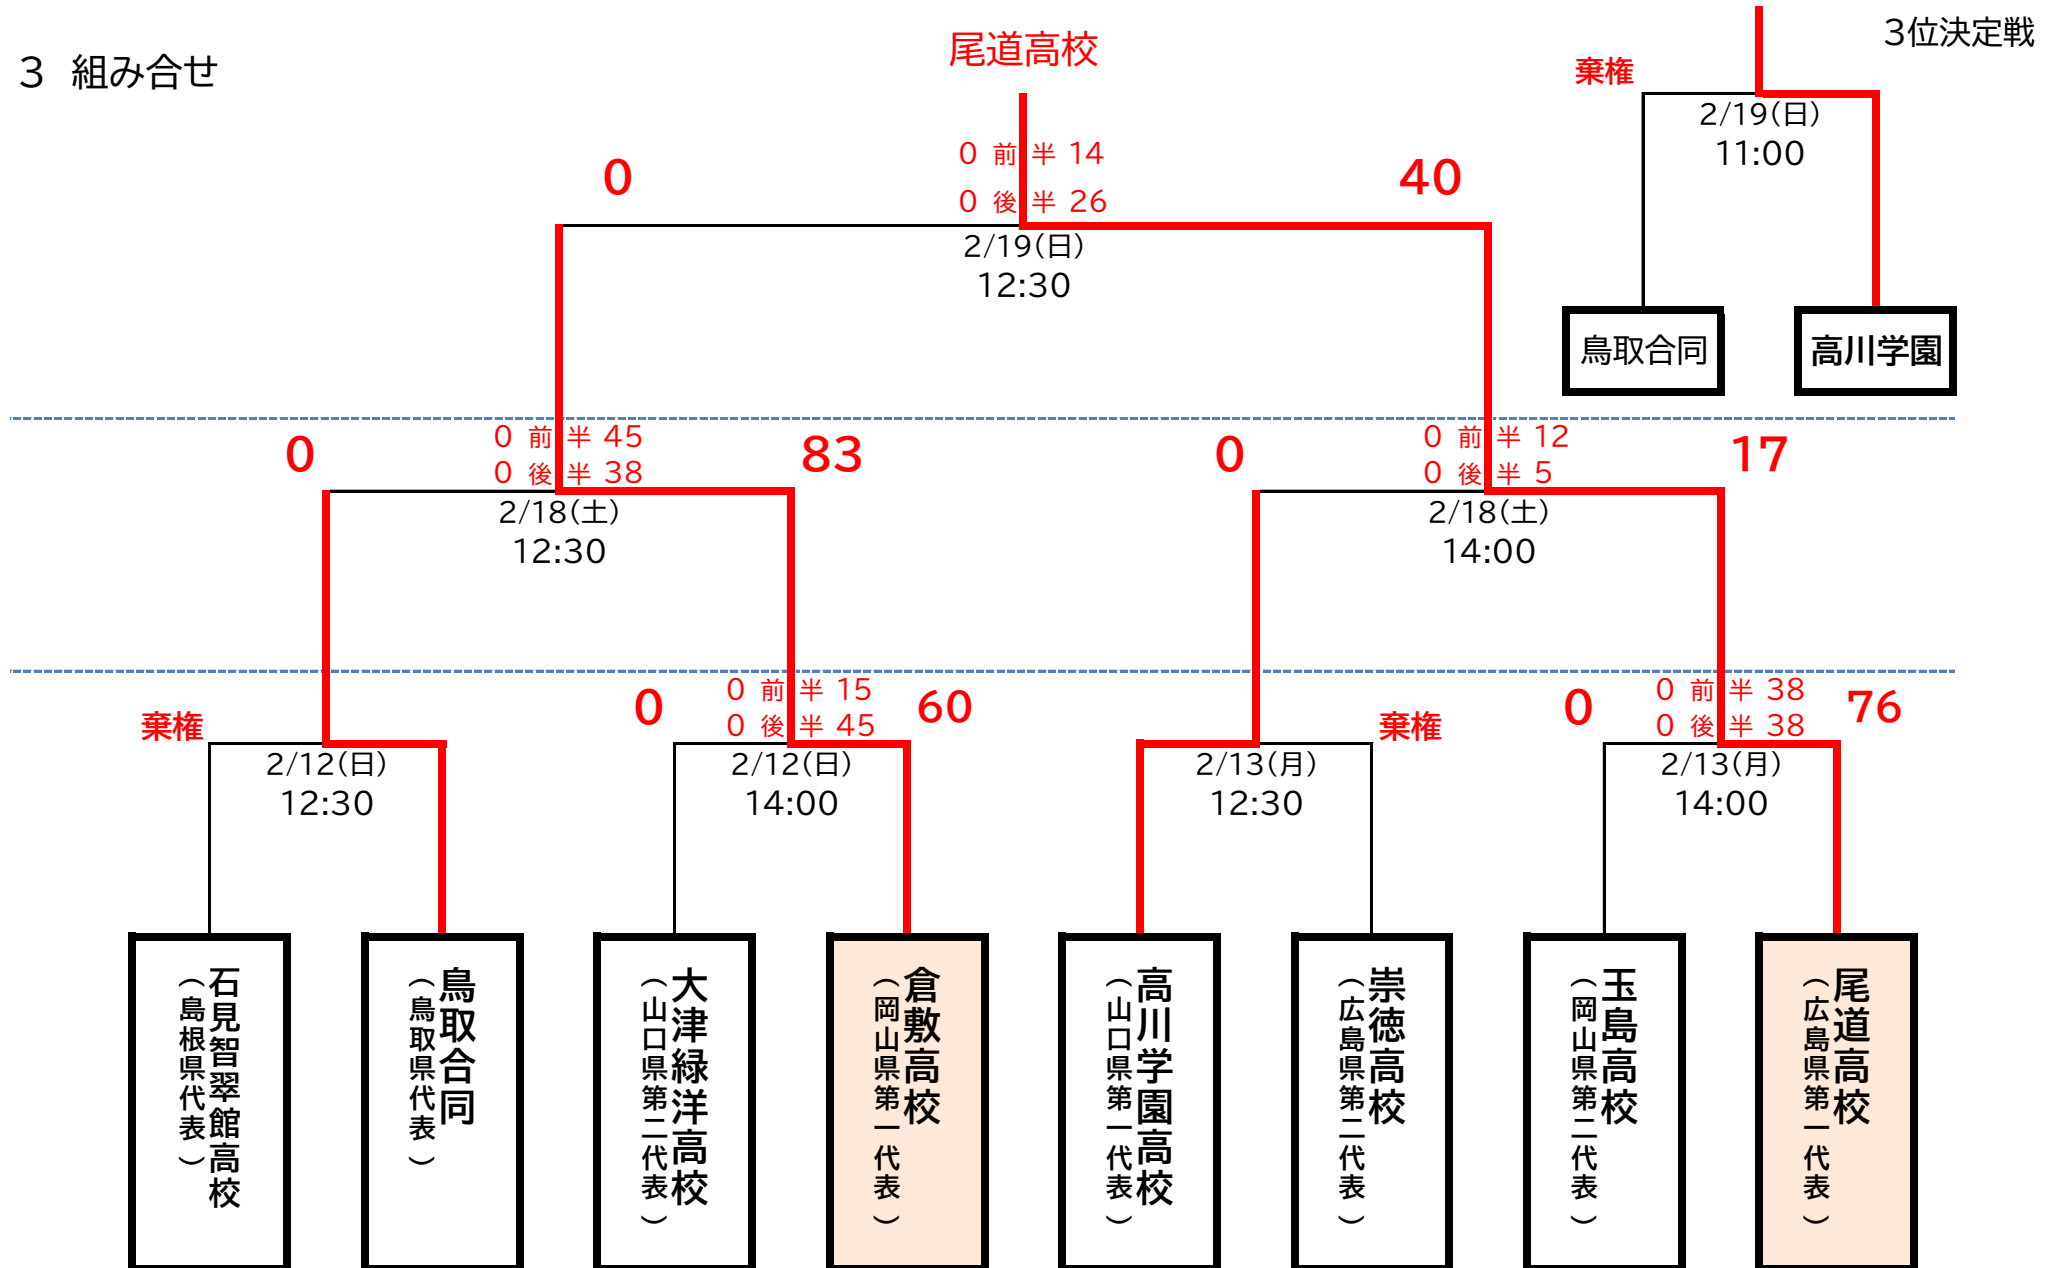 3 組み合せ
尾道高校
3位決定戦
棄権
2/19(日)
11:00
鳥取合同
高川学園
0
0 前半 14
0 後半 26
40
2/19(日)
12:30
0
0 前半 45
0 後半 38
83
2/18(土)
12:30
0
0 前半 12
0 後半 5
17
2/18(土)
14:00
棄権
2/12(日)
12:30
0
0 前半 15
0 後半 45
60
2/12(日)
14:00
棄権
2/13(月)
12:30
0
0 前半 38
0 後半 38
76
2/13(月)
14:00
石見智翠館高校
(島根県代表)
鳥取合同
(鳥取県代表)
大津緑洋高校
(山口県第二代表)
倉敷高校
(岡山県第一代表)
高川学園高校
(山口県第一代表)
崇徳高校
(広島県第二代表)
玉島高校
(岡山県第二代表)
尾道高校
(広島県第一代表)